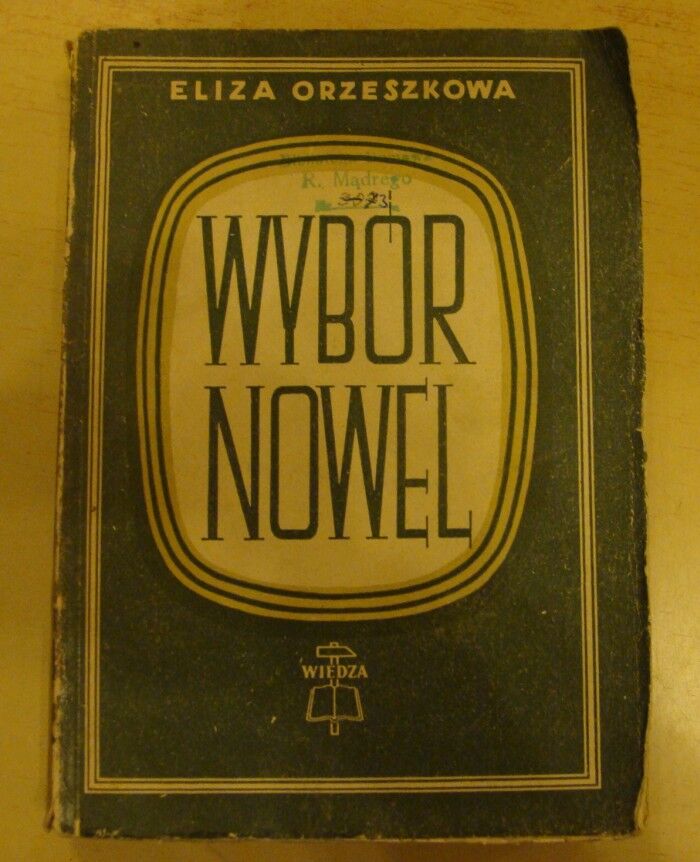 ELIZA ORZESZKOWA
R. Mądrego
WYBÓR
NOWEL
WIEDZA